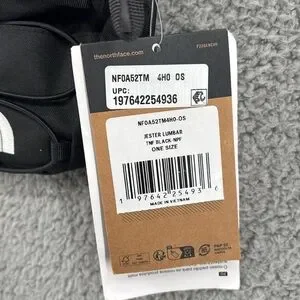 thenorthface.com
NF0A52TM 4H0 OS
UPC:
197642254936
NF0A52TM4H0-OS
JESTER LUMBAR
TNF BLACK-NPF
ONE SIZE
1 97642 25493 6
MADE IN VIETNAM